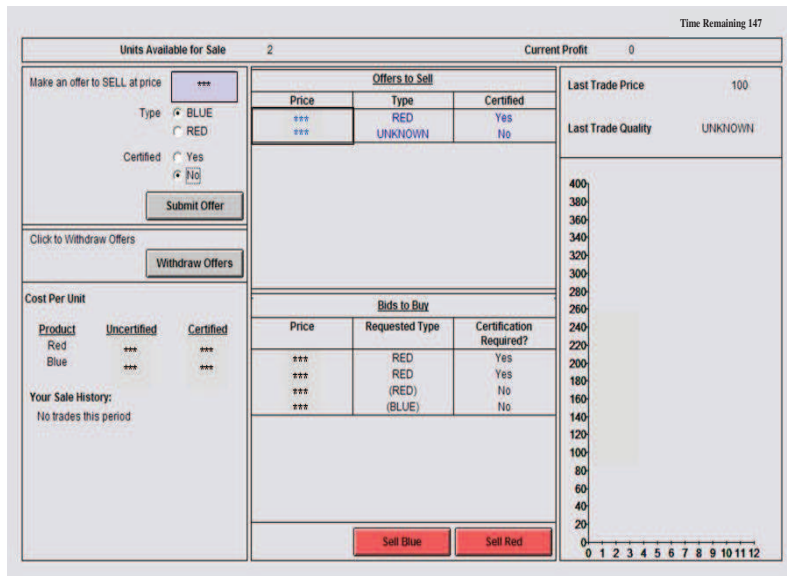 Time Remaining 147
Units Available for Sale 2 Current Profit 0
Make an offer to SELL at price ***
Type BLUE
RED
Certified Yes
No
Submit Offer
Click to Withdraw Offers
Withdraw Offers
Cost Per Unit
Product Uncertified Certified
Red *** ***
Blue *** ***
Your Sale History:
No trades this period
Offers to Sell
Price Type Certified
*** RED Yes
*** UNKNOWN No
Bids to Buy
Price Requested Type Certification
Required?
*** RED Yes
*** RED Yes
*** (RED) No
*** (BLUE) No
Sell Blue Sell Red
Last Trade Price 100
Last Trade Quality UNKNOWN
400
380
360
340
320
300
280
260
240
220
200
180
160
140
120
100
80
60
40
20
0
0 1 2 3 4 5 6 7 8 9 10 11 12